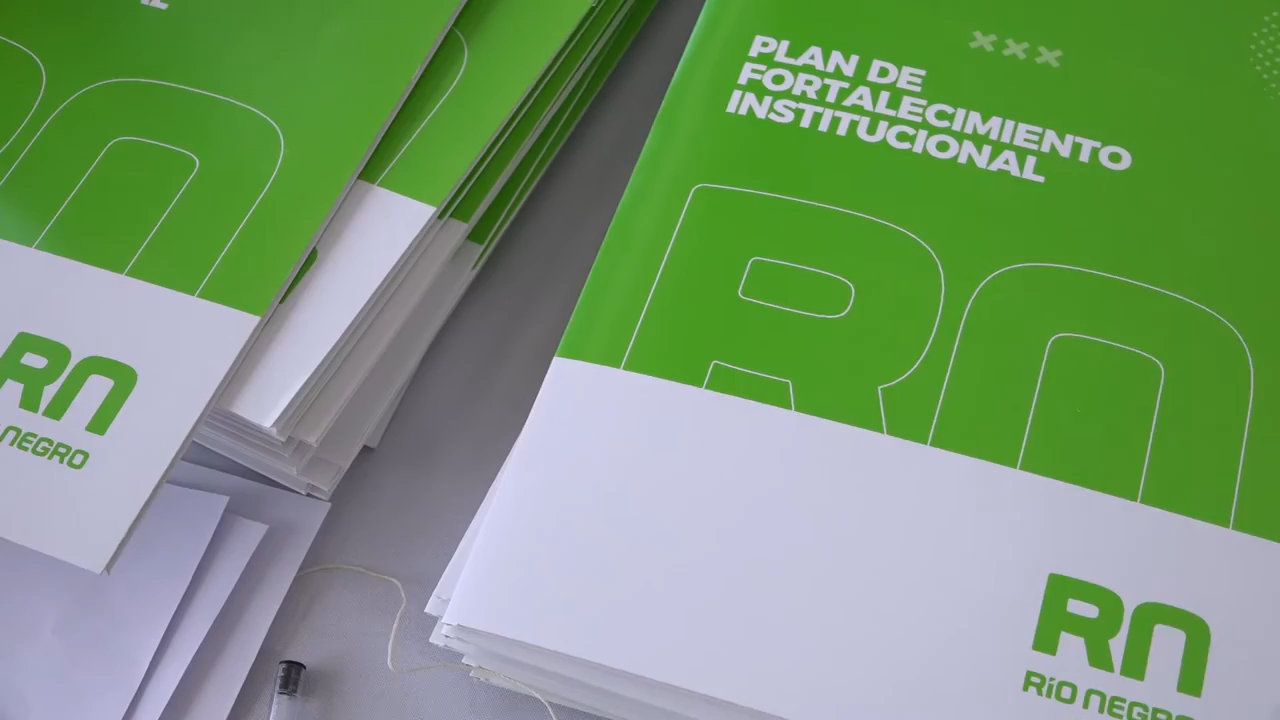 PLAN DE
FORTALECIMIENTO
INSTITUCIONAL
RN
RN
RÍO NEGRO
RN
NEGRO